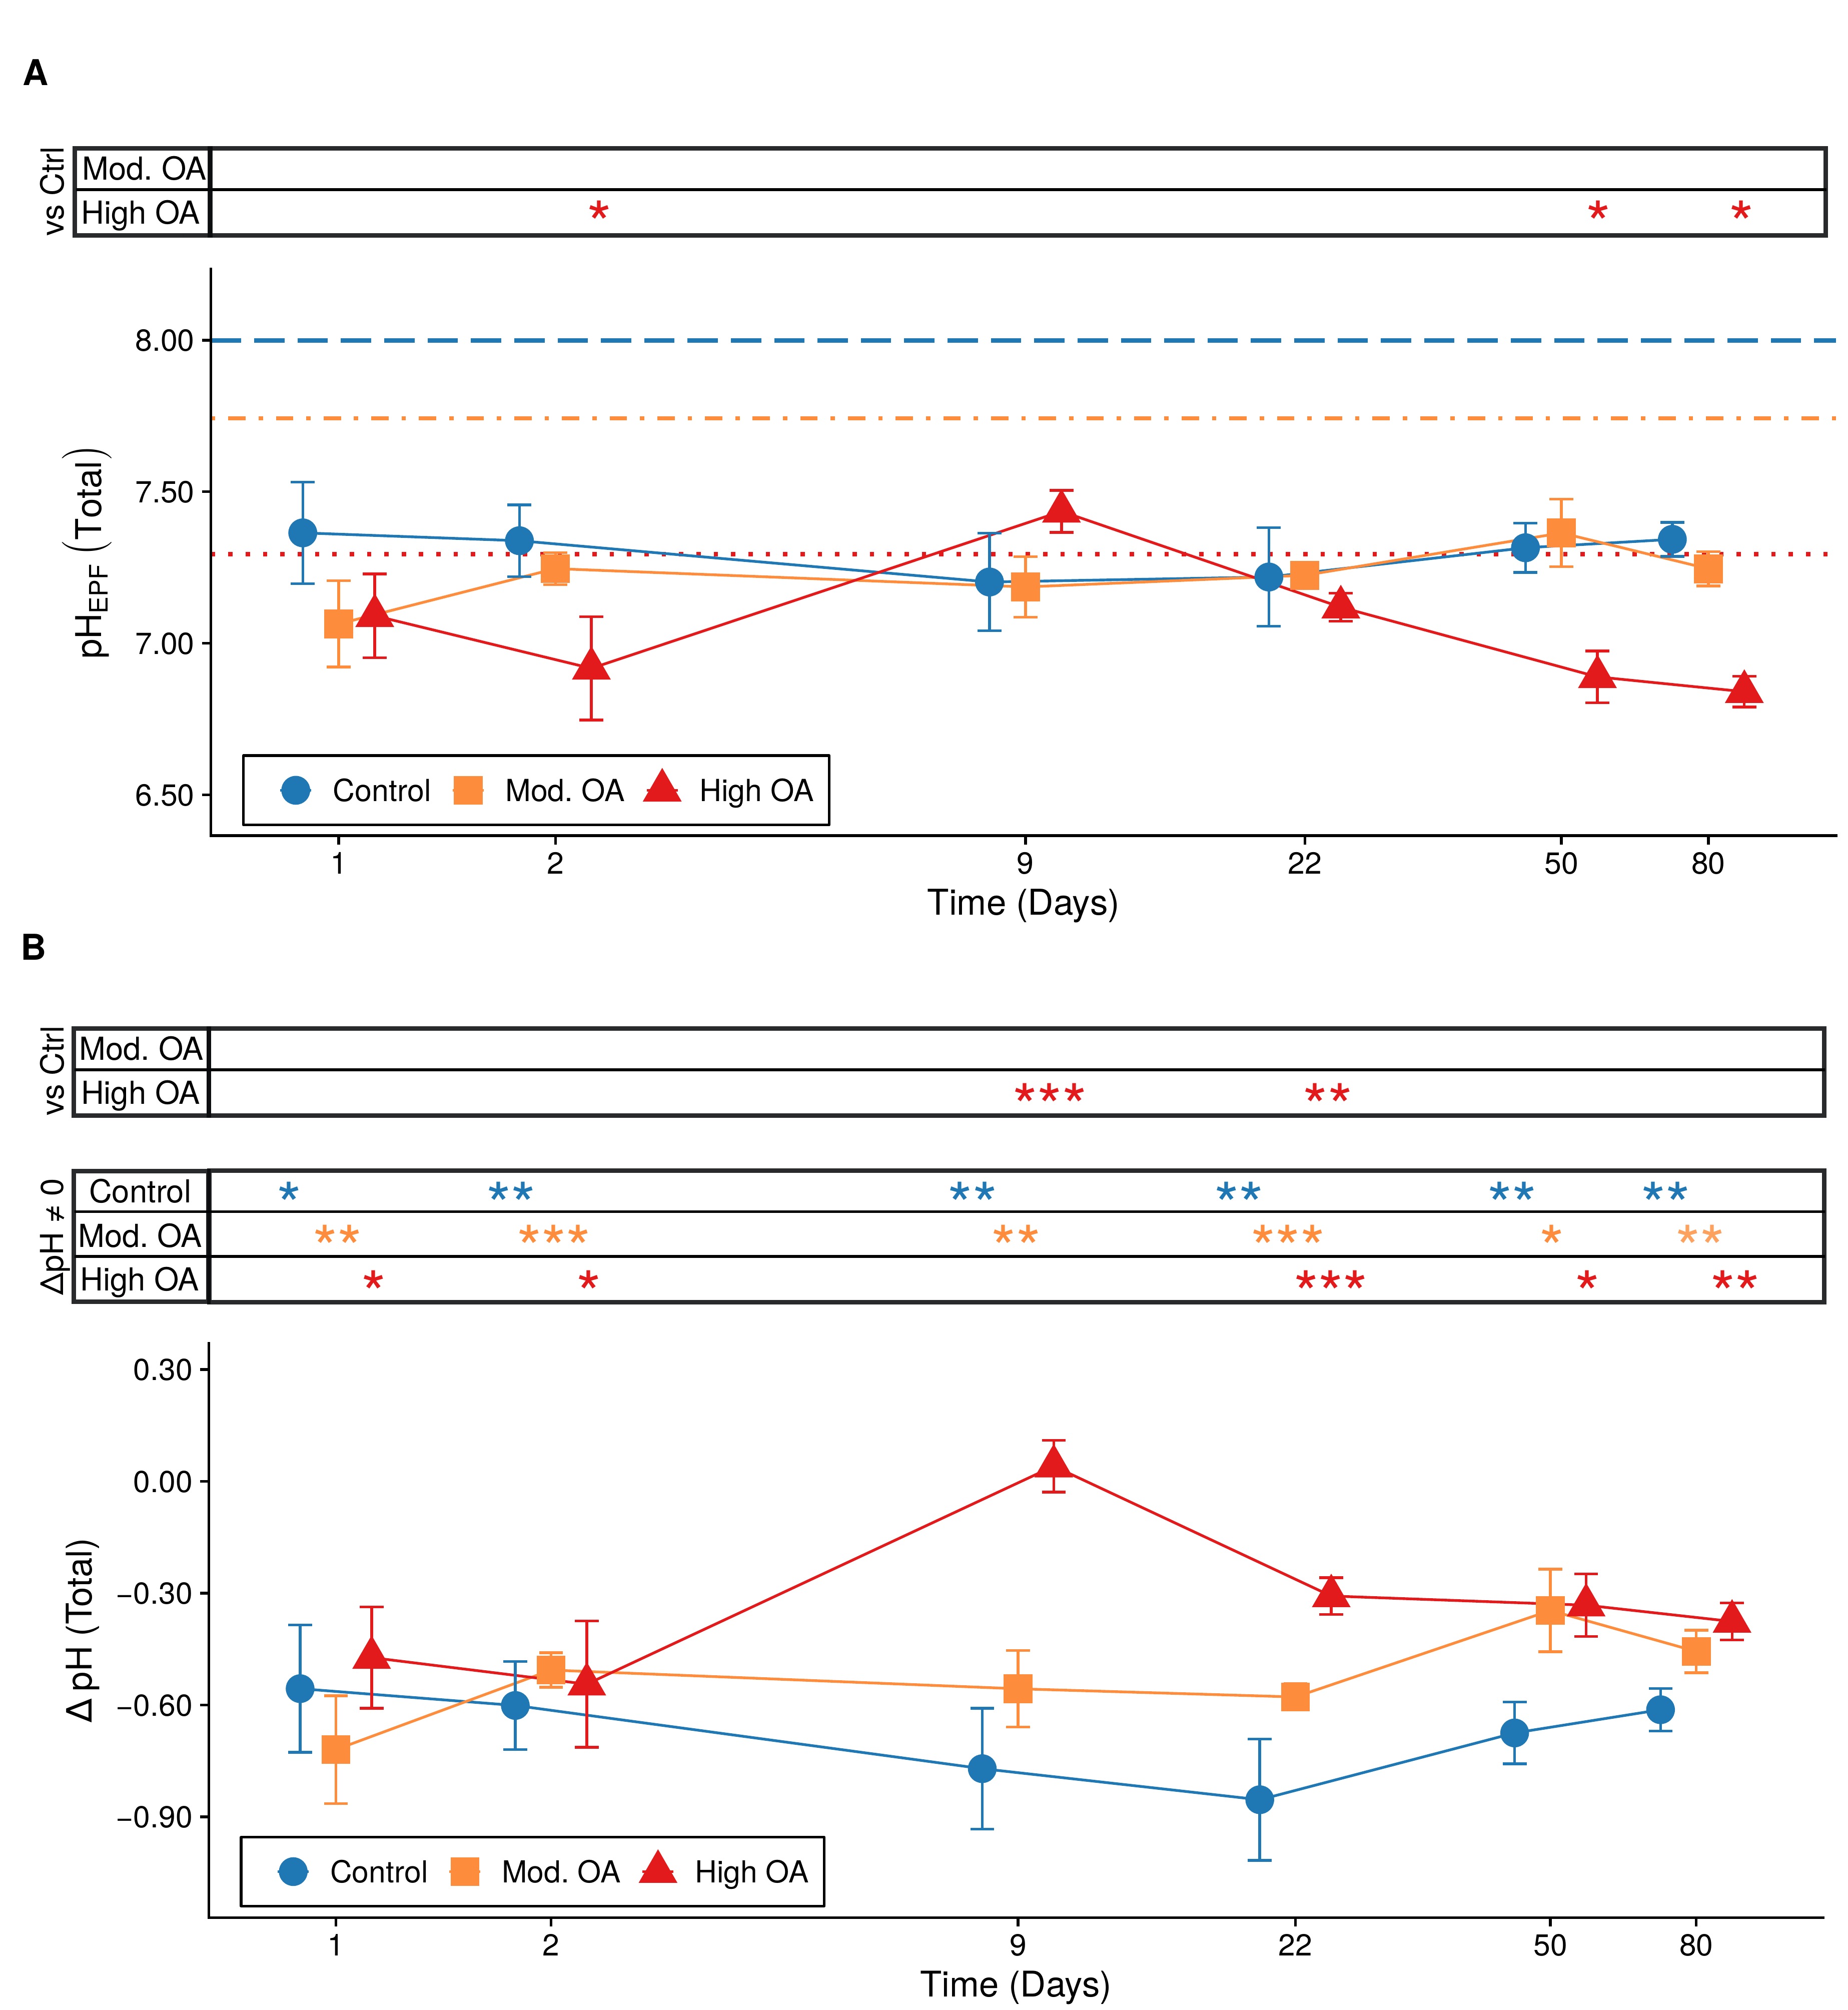 A
vs Ctrl
Mod. OA
High OA * * *
pHEPF (Total)
8.00
7.50
7.00
6.50
Control Mod. OA High OA
1 2 9 22 50 80
Time (Days)
B
vs Ctrl
Mod. OA
High OA *** **
ΔpH ≠ 0
Control * ** ** ** ** **
Mod. OA ** *** ** *** * **
High OA * * *** * **
Δ pH (Total)
0.30
0.00
−0.30
−0.60
−0.90
Control Mod. OA High OA
1 2 9 22 50 80
Time (Days)